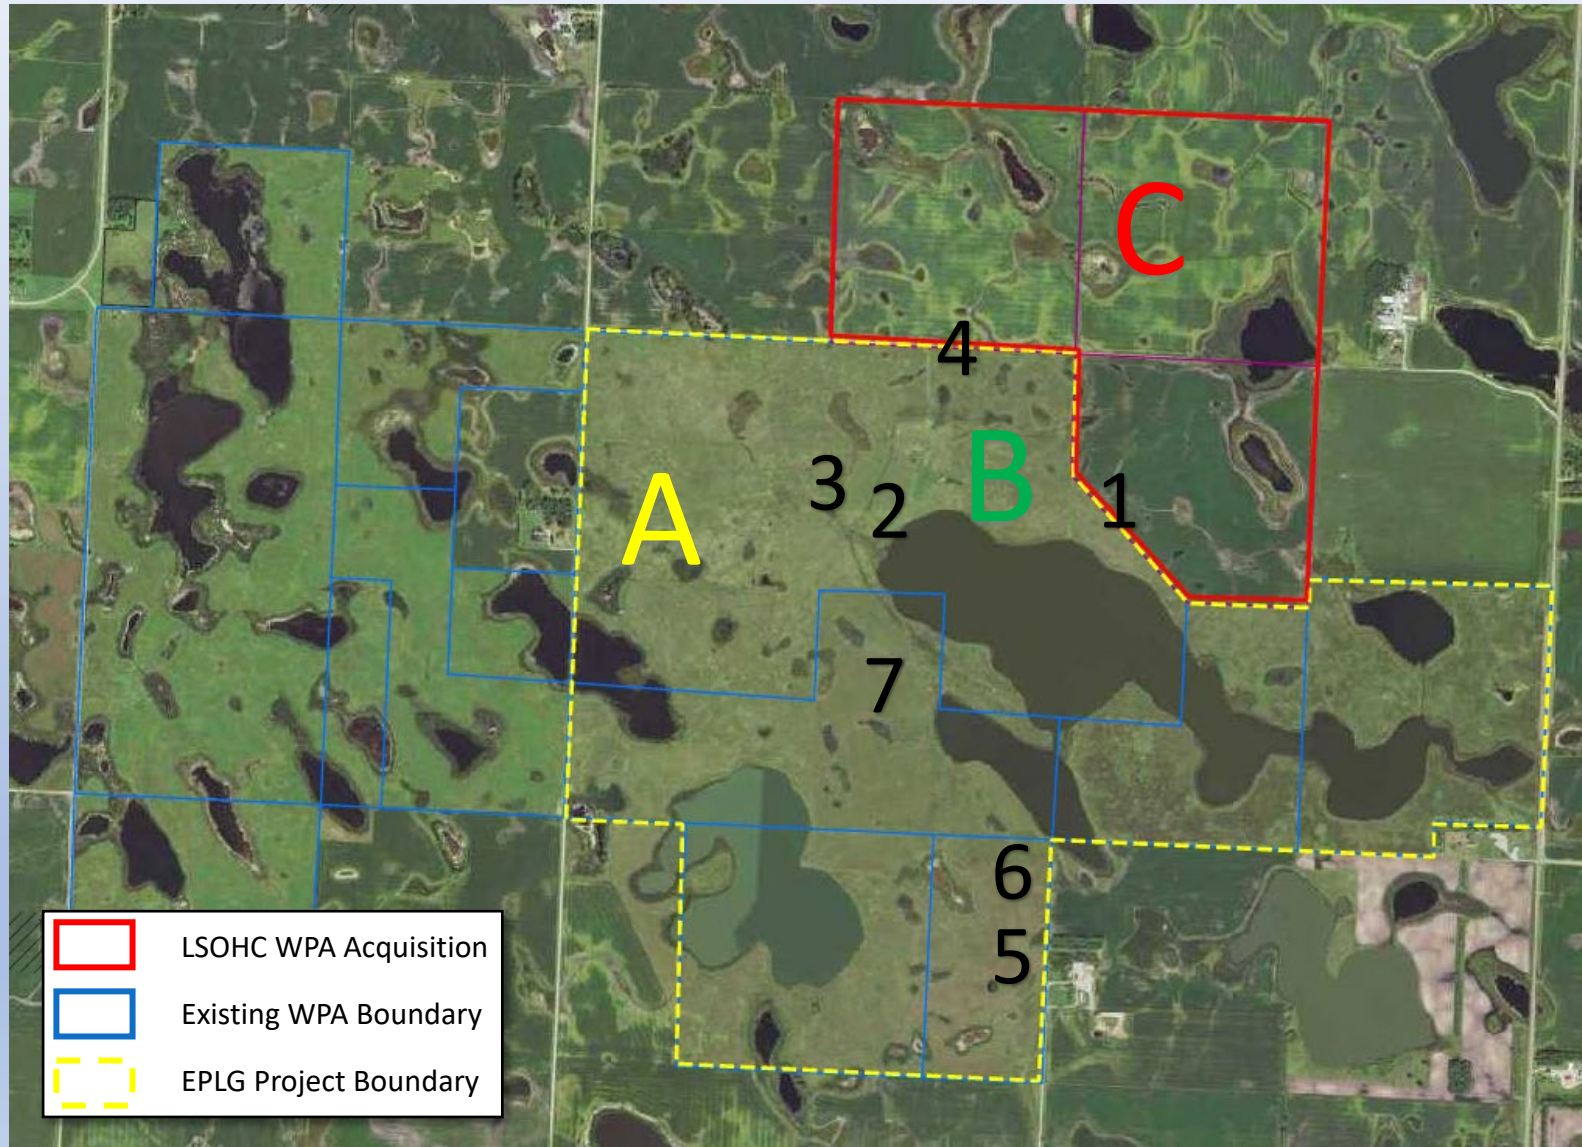 C
4
B
3
2
1
A
7
6
5
LSOHC WPA Acquisition
Existing WPA Boundary
EPLG Project Boundary